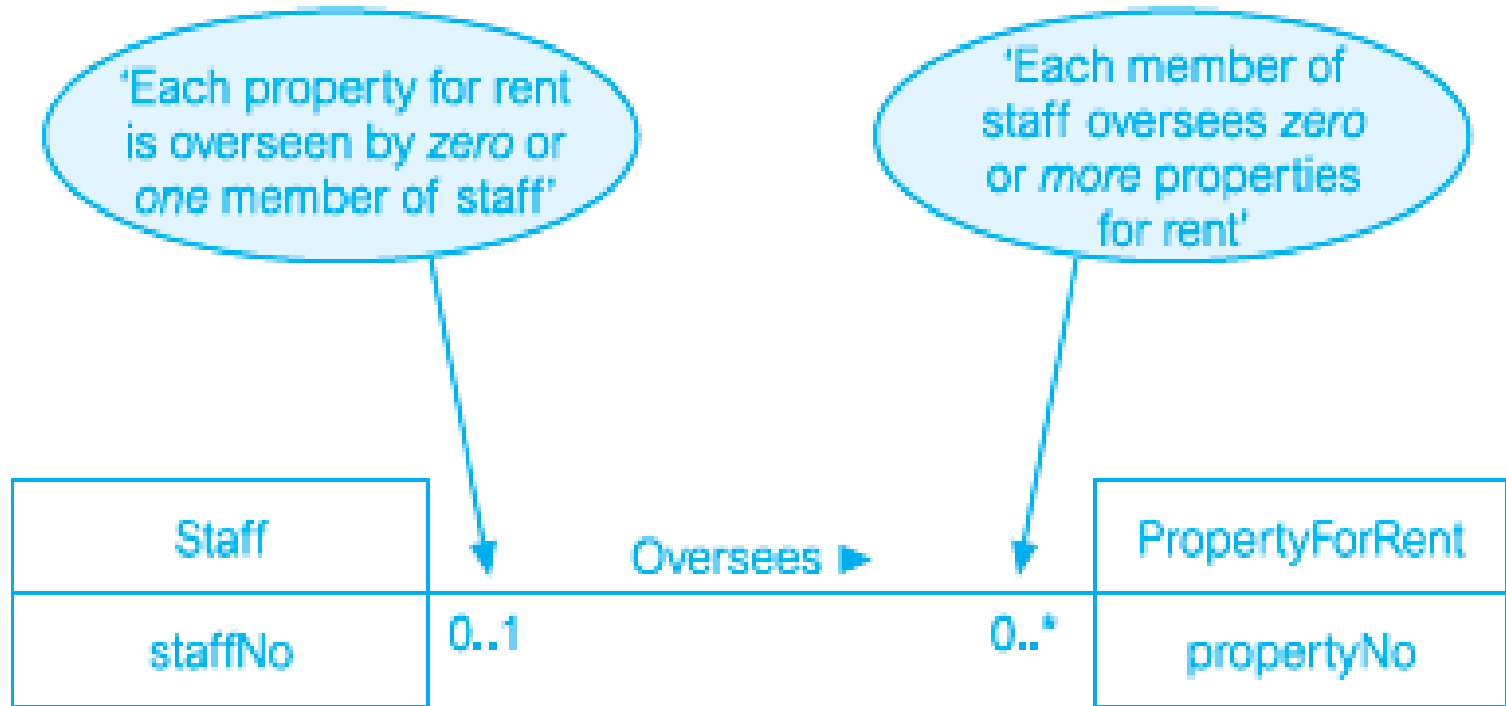 'Each property for rent
is overseen by zero or
one member of staff'
'Each member of
staff oversees zero
or more properties
for rent'
Staff
Oversees ►
PropertyForRent
staffNo
0..1
0..*
propertyNo